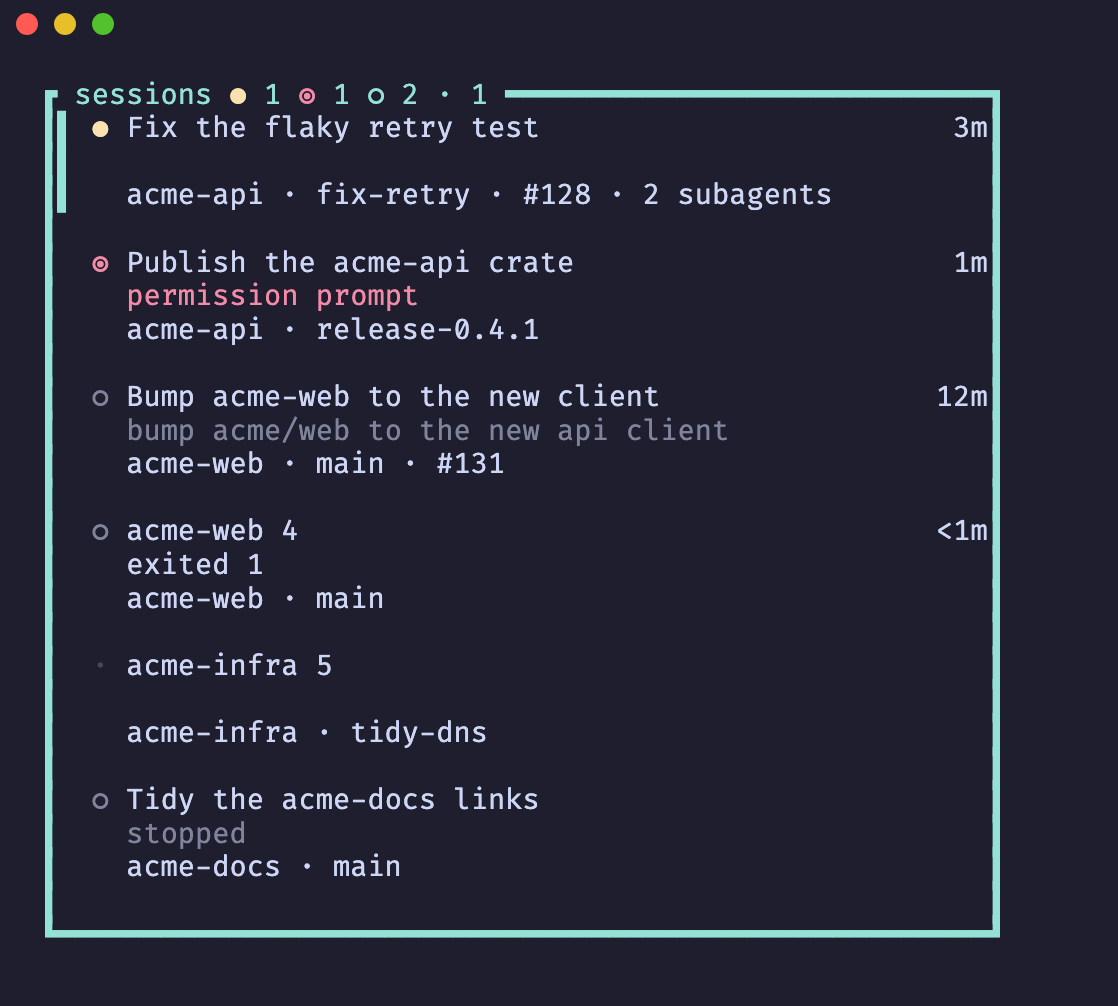 sessions ● 1 ◉ 1 ○ 2 · 1
● Fix the flaky retry test 3m
acme-api · fix-retry · #128 · 2 subagents
◉ Publish the acme-api crate 1m
permission prompt
acme-api · release-0.4.1
○ Bump acme-web to the new client 12m
bump acme/web to the new api client
acme-web · main · #131
○ acme-web 4 <1m
exited 1
acme-web · main
· acme-infra 5
acme-infra · tidy-dns
○ Tidy the acme-docs links
stopped
acme-docs · main